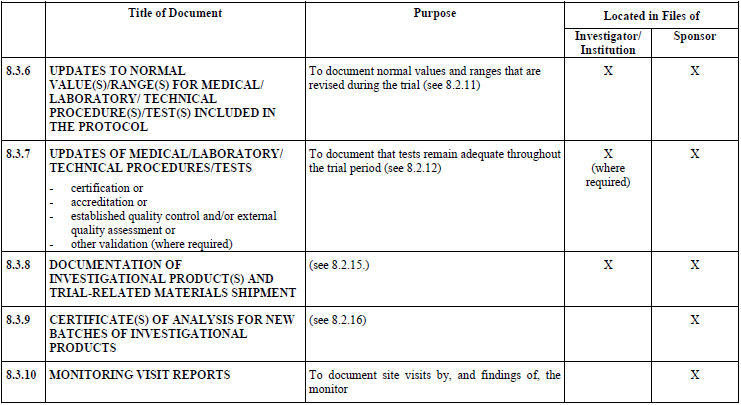 Title of Document
Purpose
Located in Files of
Investigator/
Institution
Sponsor
8.3.6
UPDATES TO NORMAL
VALUE(S)/RANGE(S) FOR MEDICAL/
LABORATORY/ TECHNICAL
PROCEDURE(S)/TEST(S) INCLUDED IN
THE PROTOCOL
To document normal values and ranges that are
revised during the trial (see 8.2.11)
X
X
8.3.7
UPDATES OF MEDICAL/LABORATORY/
TECHNICAL PROCEDURES/TESTS
- certification or
- accreditation or
- established quality control and/or external
quality assessment or
- other validation (where required)
To document that tests remain adequate throughout
the trial period (see 8.2.12)
X
(where
required)
X
8.3.8
DOCUMENTATION OF
INVESTIGATIONAL PRODUCT(S) AND
TRIAL-RELATED MATERIALS SHIPMENT
(see 8.2.15.)
X
X
8.3.9
CERTIFICATE(S) OF ANALYSIS FOR NEW
BATCHES OF INVESTIGATIONAL
PRODUCTS
(see 8.2.16)
X
8.3.10
MONITORING VISIT REPORTS
To document site visits by, and findings of, the
monitor
X